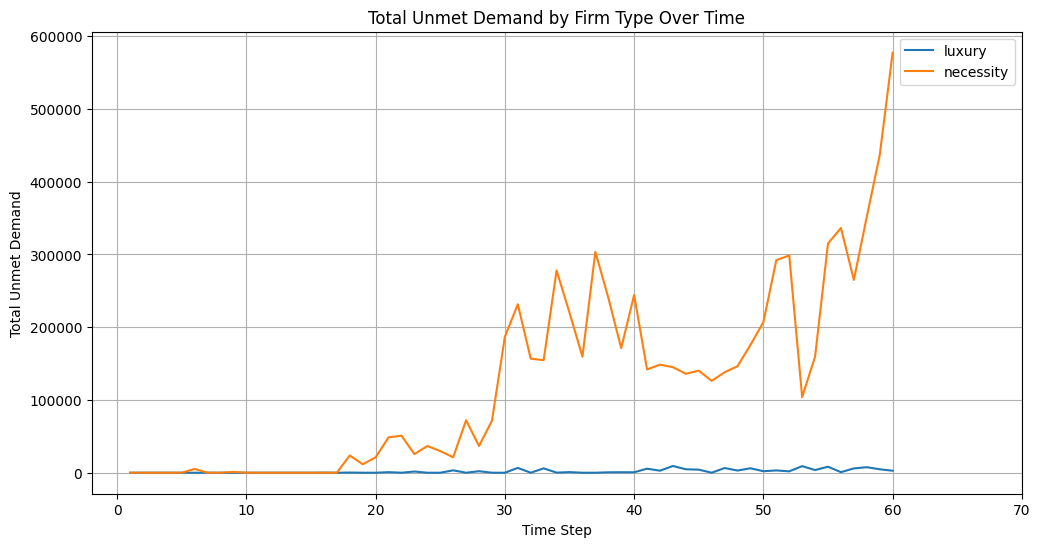 Total Unmet Demand by Firm Type Over Time
luxury
necessity
Total Unmet Demand
600000
500000
400000
300000
200000
100000
0
0 10 20 30 40 50 60 70
Time Step